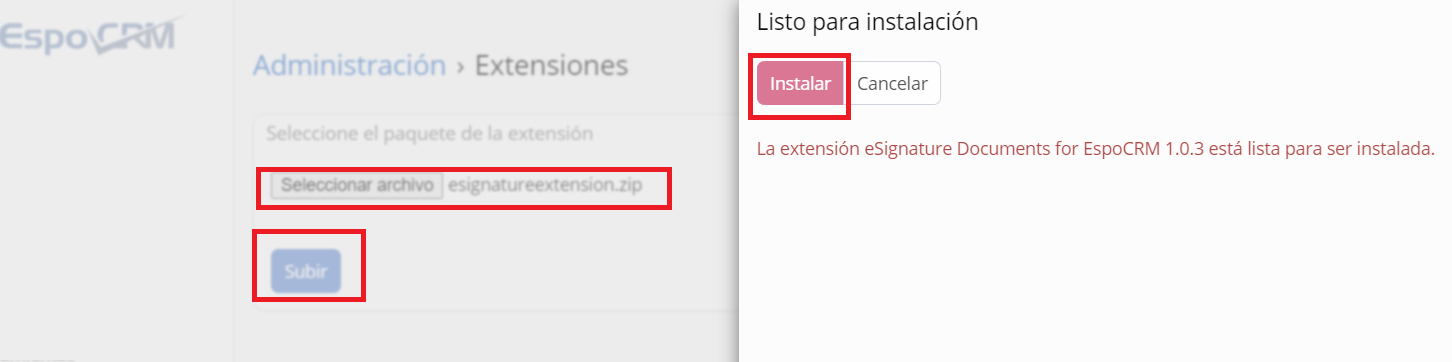 EspoCRM
Administración › Extensiones
Seleccione el paquete de la extensión
Seleccionar archivo esignatureextension.zip
Subir
Listo para instalación
Instalar Cancelar
La extensión eSignature Documents for EspoCRM 1.0.3 está lista para ser instalada.